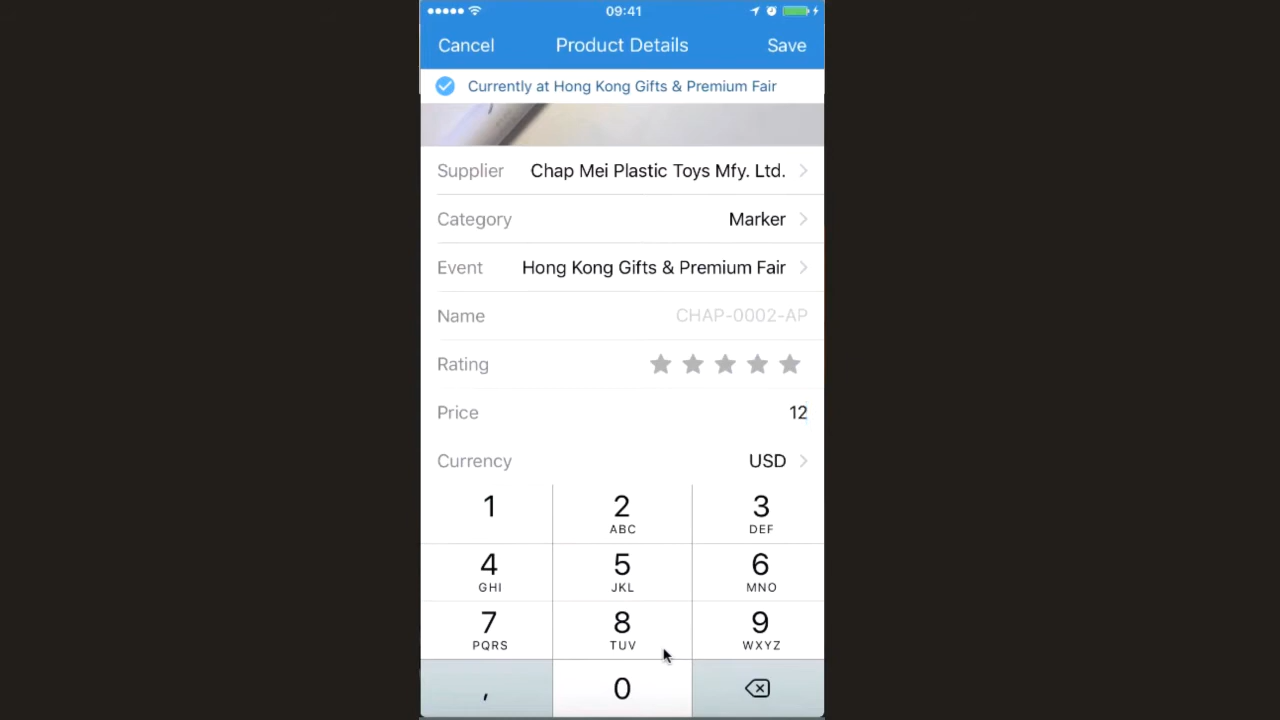 09:41
Cancel Product Details Save
Currently at Hong Kong Gifts & Premium Fair
Supplier Chap Mei Plastic Toys Mfy. Ltd.
Category Marker
Event Hong Kong Gifts & Premium Fair
Name CHAP-0002-AP
Rating
Price 12
Currency USD
1 2 3
ABC DEF
4 5 6
GHI JKL MNO
7 8 9
PQRS TUV WXYZ
, 0